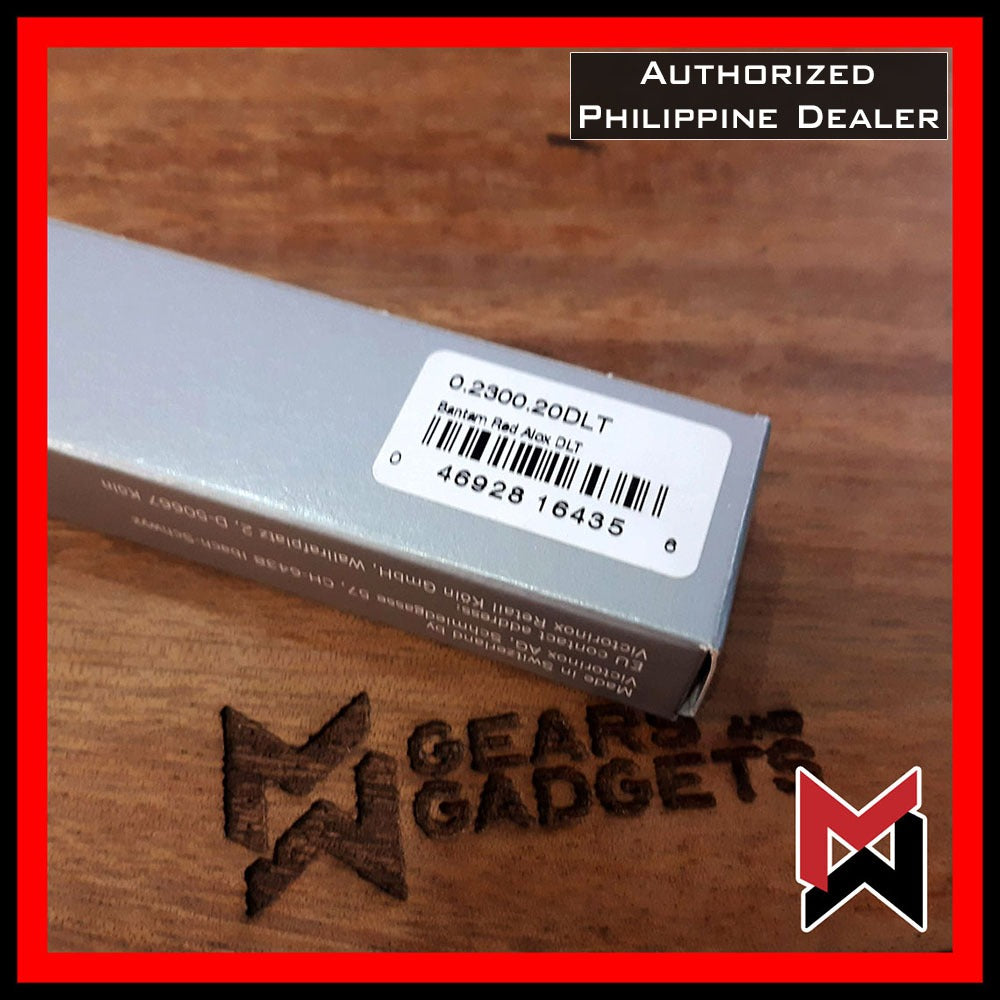 AUTHORIZED
PHILIPPINE DEALER
0.2300.20DLT
Bantam Red Alox DLT
0 46928 16435 6
Made in Switzerland by
Victorinox AG, Schmiedgasse 57, CH-6438 Ibach-Schwyz
EU contact address:
Victorinox Retail Köln GmbH, Wallrafplatz 2, D-50667 Köln
GEARS AND
GADGETS